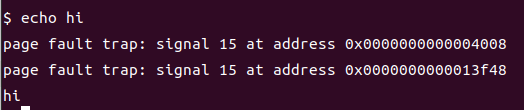 $ echo hi
page fault trap: signal 15 at address 0x0000000000004008
page fault trap: signal 15 at address 0x0000000000013f48
hi